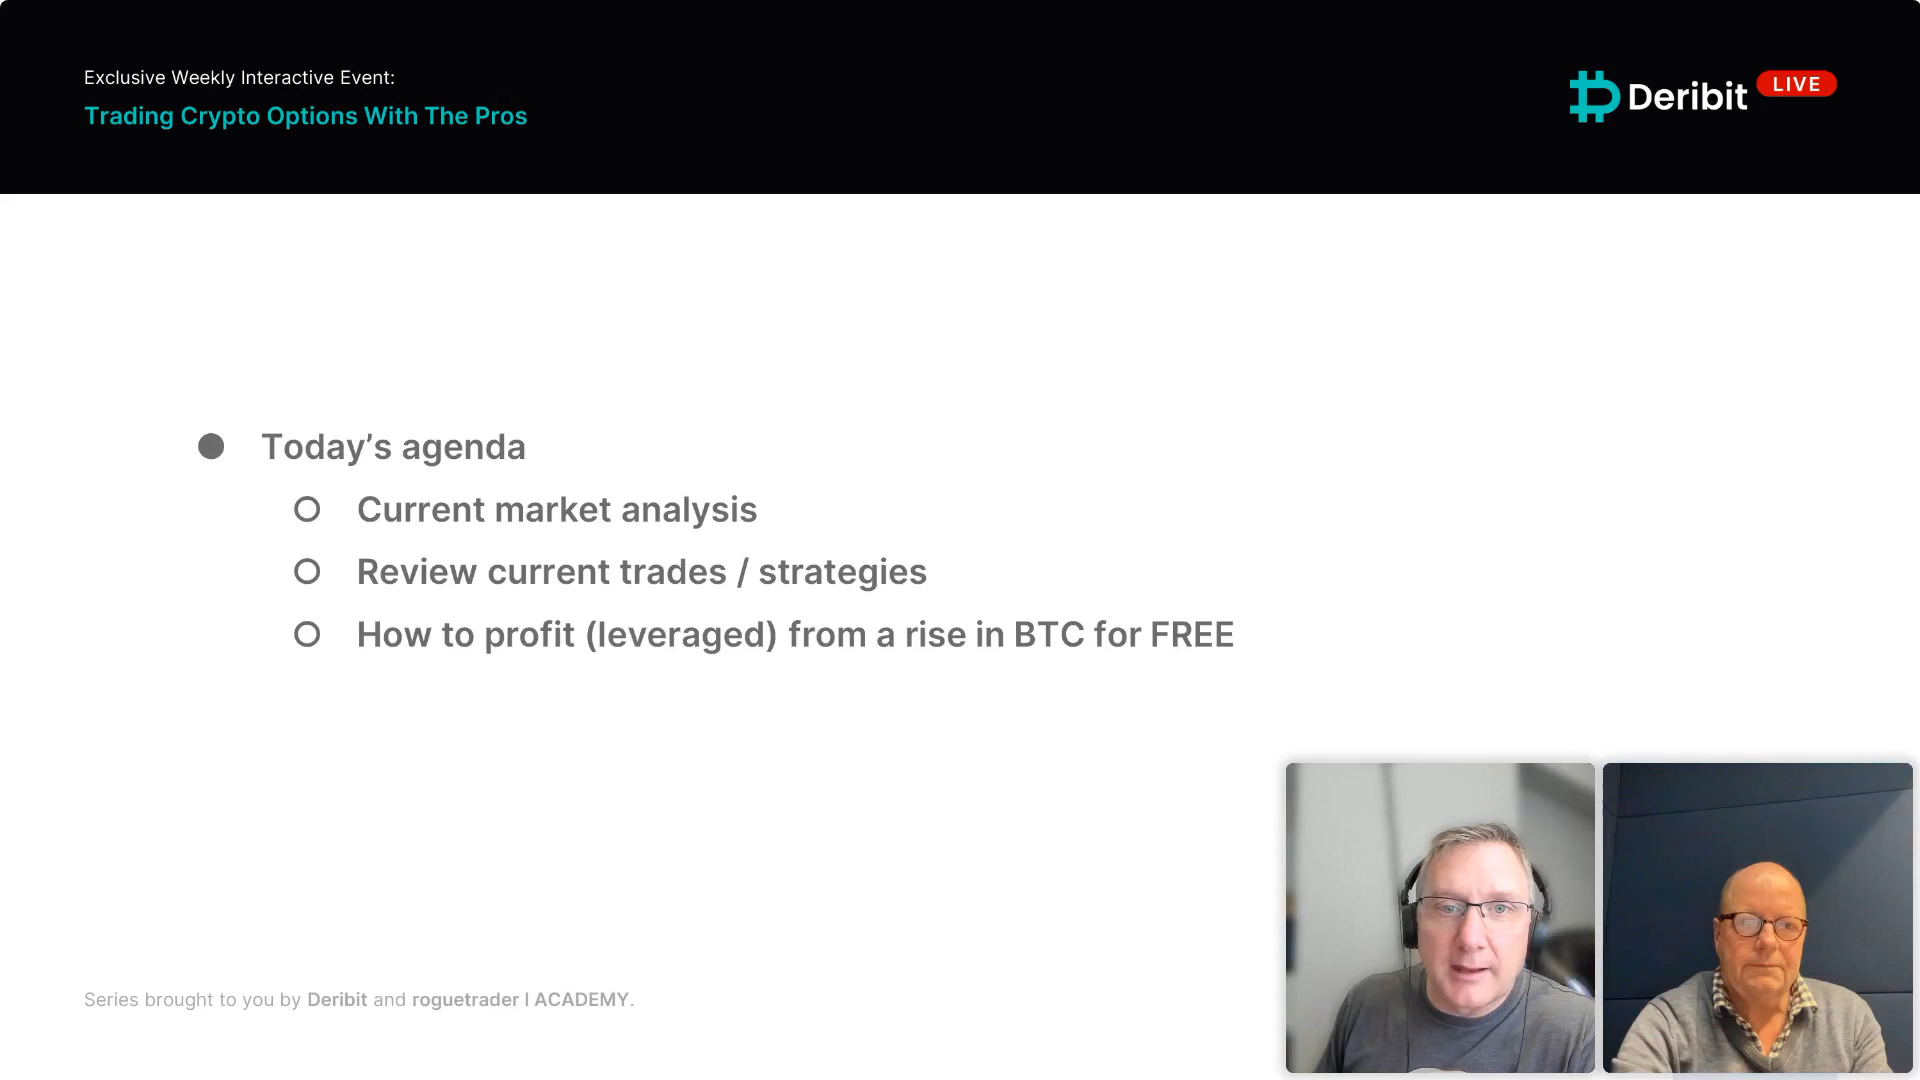 Exclusive Weekly Interactive Event:
Trading Crypto Options With The Pros
Deribit LIVE
Today’s agenda
Current market analysis
Review current trades / strategies
How to profit (leveraged) from a rise in BTC for FREE
Series brought to you by Deribit and roguetrader | ACADEMY.